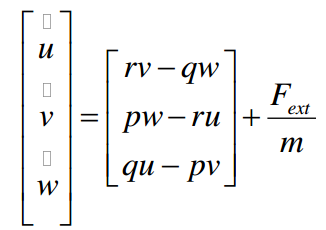 [u̇ v̇ ẇ] = [rv − qw, pw − ru, qu − pv] + F_ext / m